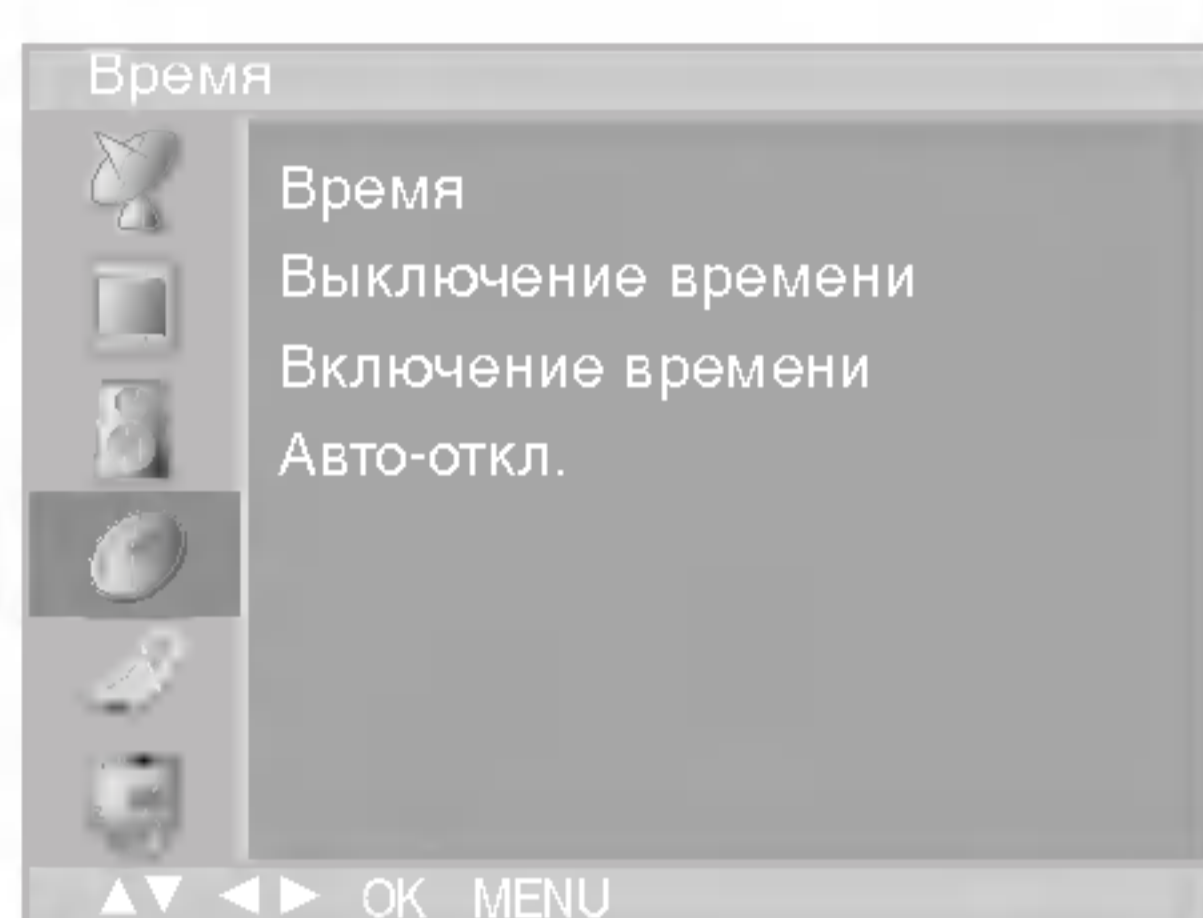 Время
Время
Выключение времени
Включение времени
Авто-откл.
▲▼ ◀▶ OK MENU